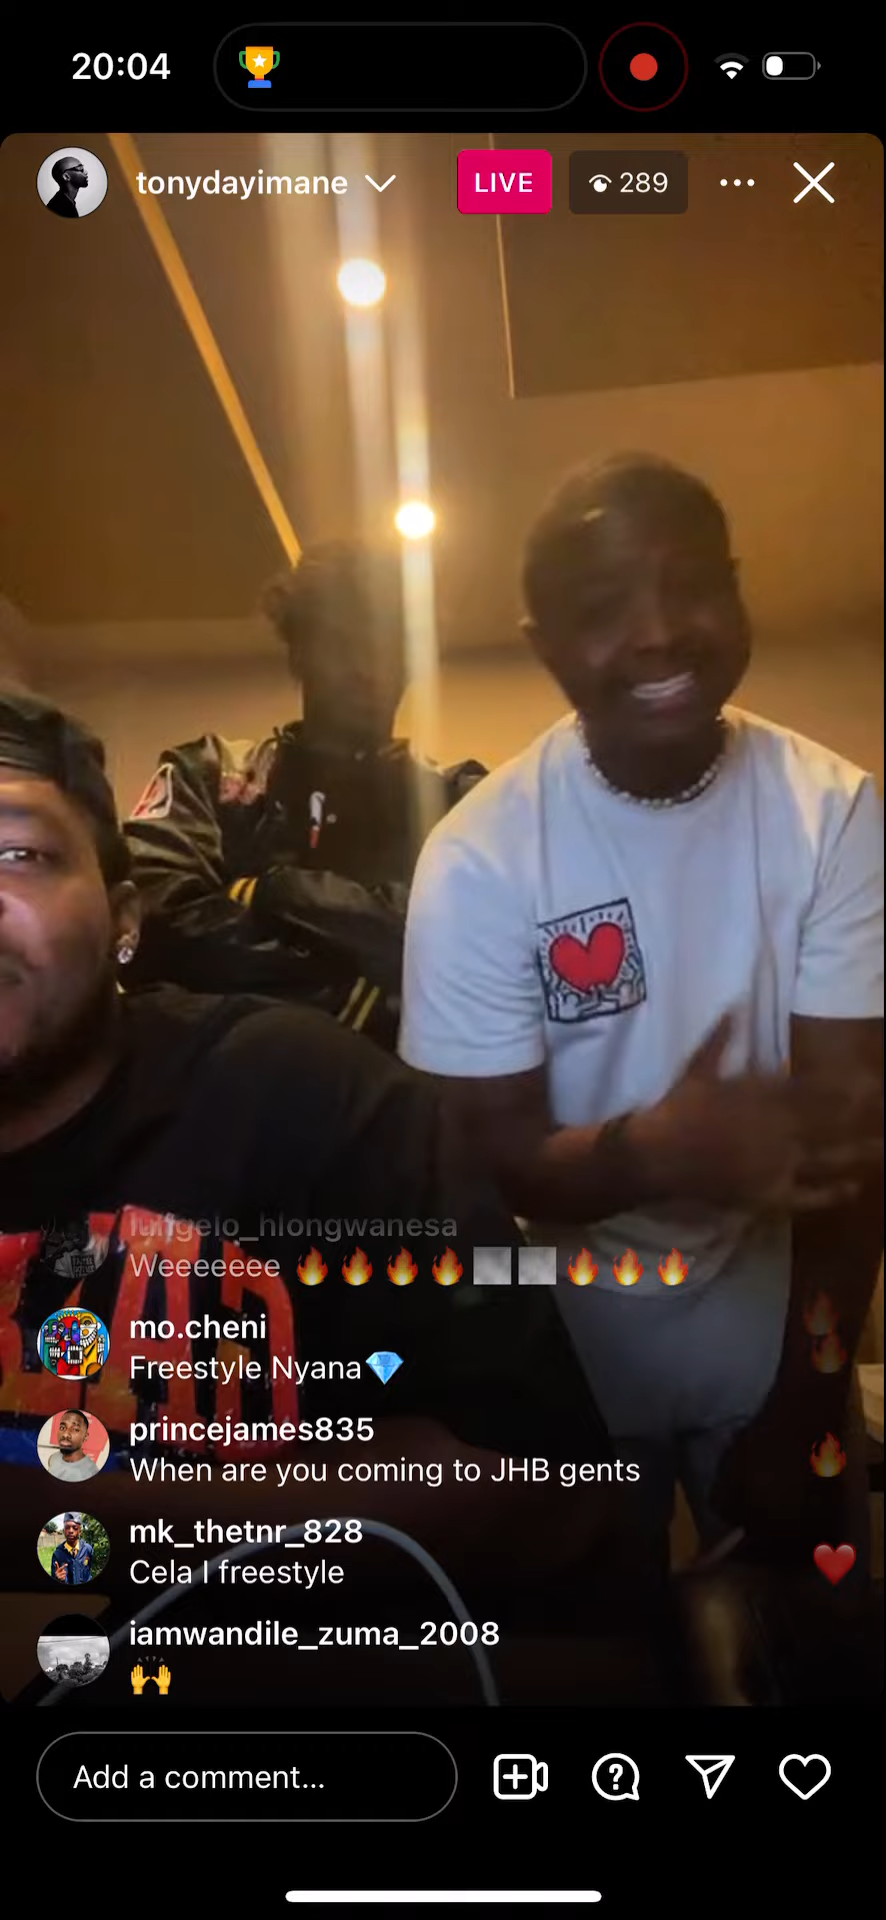 20:04
tonydayimane
LIVE
289
lungelo_hlongwanesa
Weeeeeee 🔥🔥🔥🔥⬜⬜🔥🔥🔥
mo.cheni
Freestyle Nyana💎
princejames835
When are you coming to JHB gents
mk_thetnr_828
Cela I freestyle
iamwandile_zuma_2008
🙌
Add a comment...